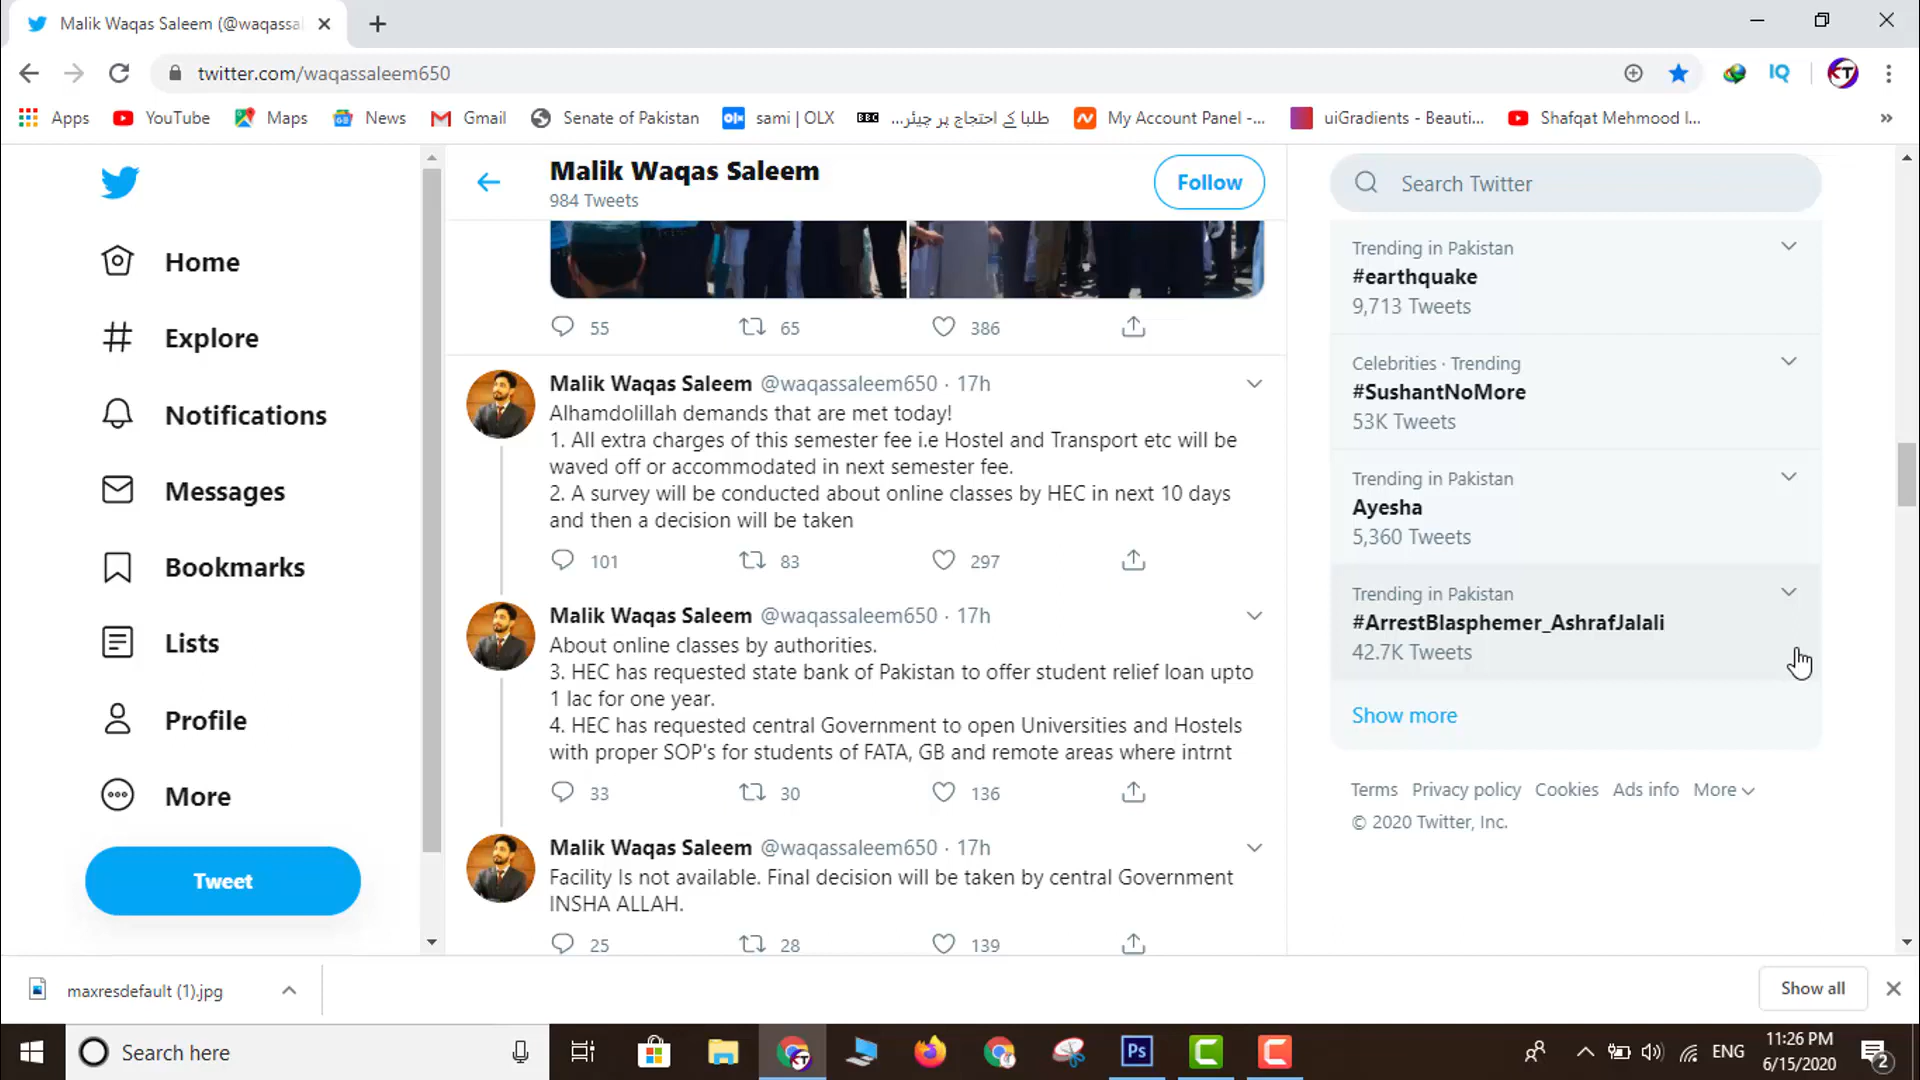 Malik Waqas Saleem (@waqassa
twitter.com/waqassaleem650
IQ
KT
Apps
YouTube
Maps
News
Gmail
Senate of Pakistan
sami | OLX
BBC
طلبا کے احتجاج پر چیئر...
My Account Panel -...
uiGradients - Beauti...
Shafqat Mehmood I...
Home
Explore
Notifications
Messages
Bookmarks
Lists
Profile
More
Tweet
Malik Waqas Saleem
984 Tweets
Follow
55 65 386
Malik Waqas Saleem @waqassaleem650 · 17h
Alhamdolillah demands that are met today!
1. All extra charges of this semester fee i.e Hostel and Transport etc will be
waved off or accommodated in next semester fee.
2. A survey will be conducted about online classes by HEC in next 10 days
and then a decision will be taken
101 83 297
Malik Waqas Saleem @waqassaleem650 · 17h
About online classes by authorities.
3. HEC has requested state bank of Pakistan to offer student relief loan upto
1 lac for one year.
4. HEC has requested central Government to open Universities and Hostels
with proper SOP's for students of FATA, GB and remote areas where intrnt
33 30 136
Malik Waqas Saleem @waqassaleem650 · 17h
Facility Is not available. Final decision will be taken by central Government
INSHA ALLAH.
25 28 139
Search Twitter
Trending in Pakistan
#earthquake
9,713 Tweets
Celebrities · Trending
#SushantNoMore
53K Tweets
Trending in Pakistan
Ayesha
5,360 Tweets
Trending in Pakistan
#ArrestBlasphemer_AshrafJalali
42.7K Tweets
Show more
Terms Privacy policy Cookies Ads info More
© 2020 Twitter, Inc.
maxresdefault (1).jpg
Show all
Search here
Ps
ENG
11:26 PM
6/15/2020
2